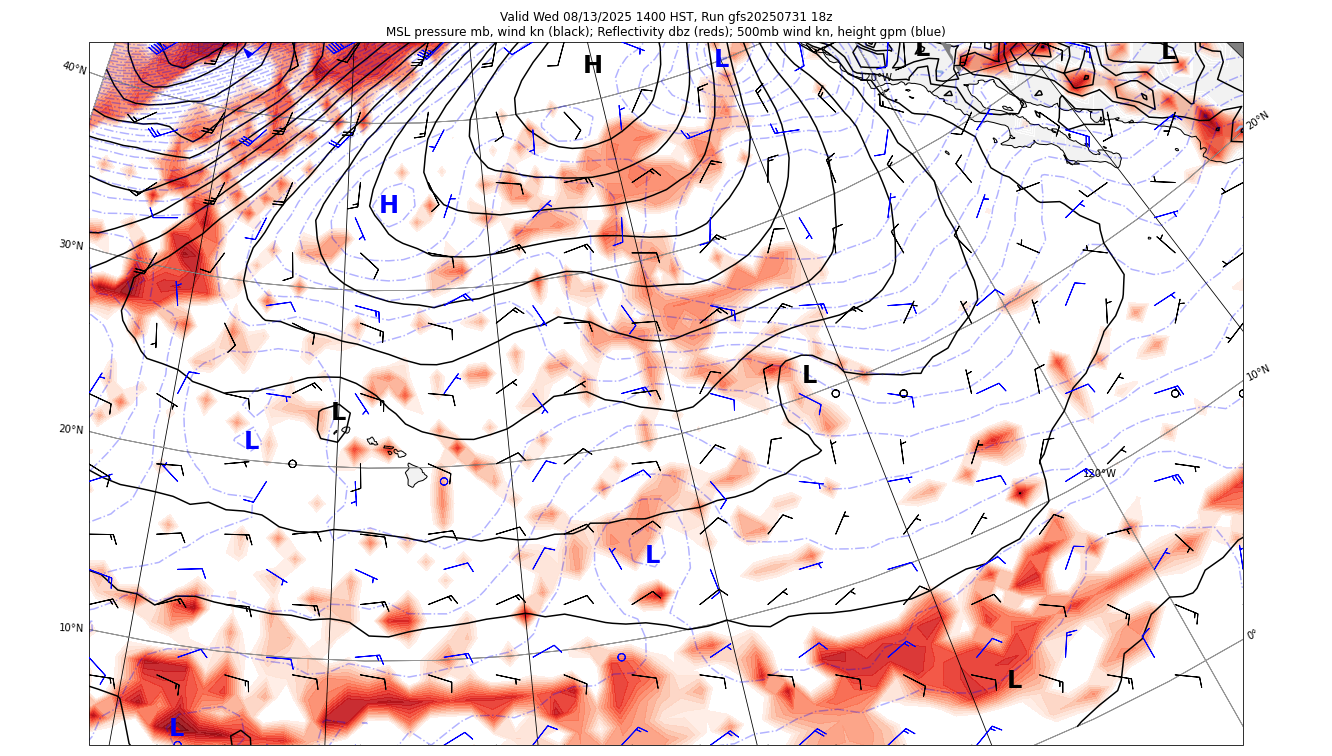 Valid Wed 08/13/2025 1400 HST, Run gfs20250731 18z
MSL pressure mb, wind kn (black); Reflectivity dbz (reds); 500mb wind kn, height gpm (blue)
H
L
L
L
40°N
120°W
20°N
H
30°N
L
10°N
L
20°N
L
120°W
L
10°N
0°
L
L